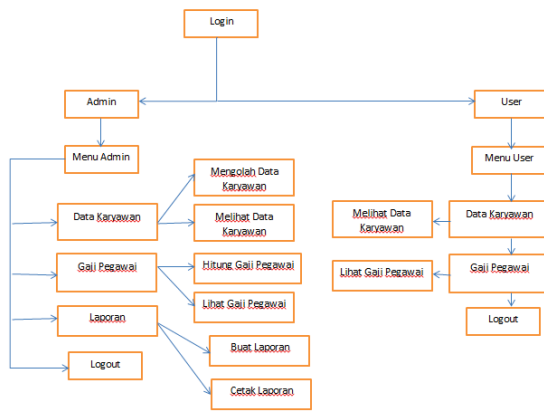 Login
Admin
User
Menu Admin
Menu User
Mengolah Data
Karyawan
Data Karyawan
Melihat Data
Karyawan
Melihat Data
Karyawan
Data Karyawan
Gaji Pegawai
Hitung Gaji Pegawai
Lihat Gaji Pegawai
Lihat Gaji Pegawai
Gaji Pegawai
Laporan
Logout
Buat Laporan
Logout
Cetak Laporan